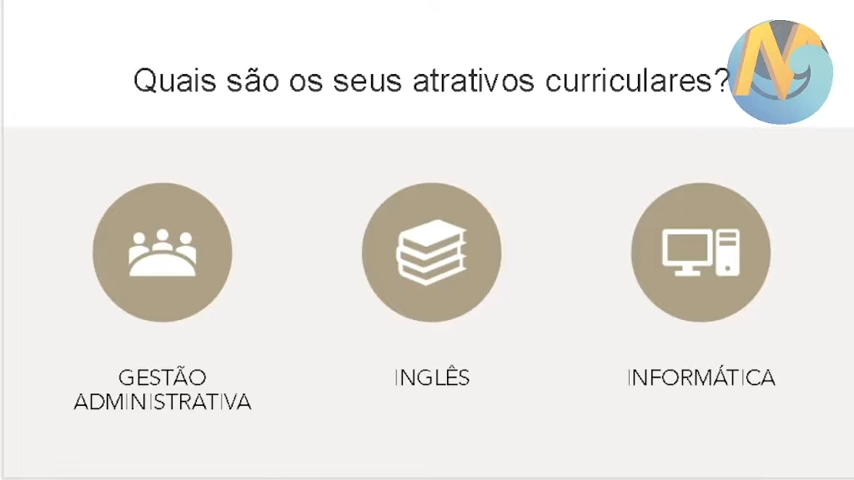 Quais são os seus atrativos curriculares?
GESTÃO
ADMINISTRATIVA
INGLÊS
INFORMÁTICA